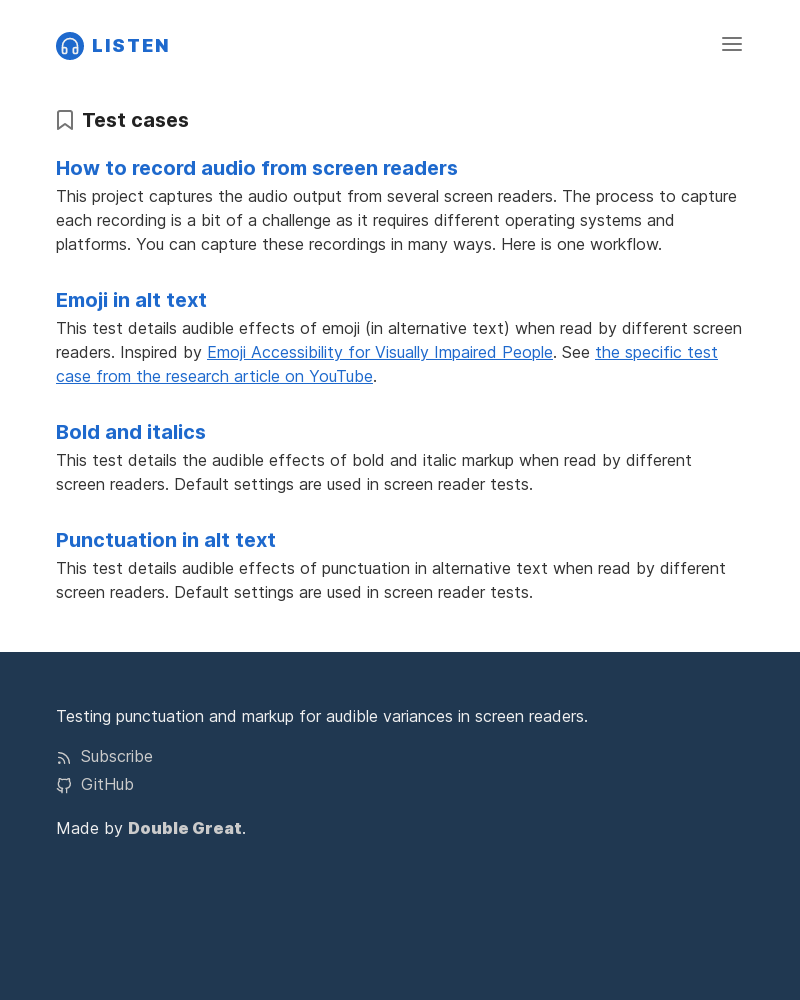 LISTEN
Test cases
How to record audio from screen readers
This project captures the audio output from several screen readers. The process to capture
each recording is a bit of a challenge as it requires different operating systems and
platforms. You can capture these recordings in many ways. Here is one workflow.
Emoji in alt text
This test details audible effects of emoji (in alternative text) when read by different screen
readers. Inspired by Emoji Accessibility for Visually Impaired People. See the specific test
case from the research article on YouTube.
Bold and italics
This test details the audible effects of bold and italic markup when read by different
screen readers. Default settings are used in screen reader tests.
Punctuation in alt text
This test details audible effects of punctuation in alternative text when read by different
screen readers. Default settings are used in screen reader tests.
Testing punctuation and markup for audible variances in screen readers.
Subscribe
GitHub
Made by Double Great.